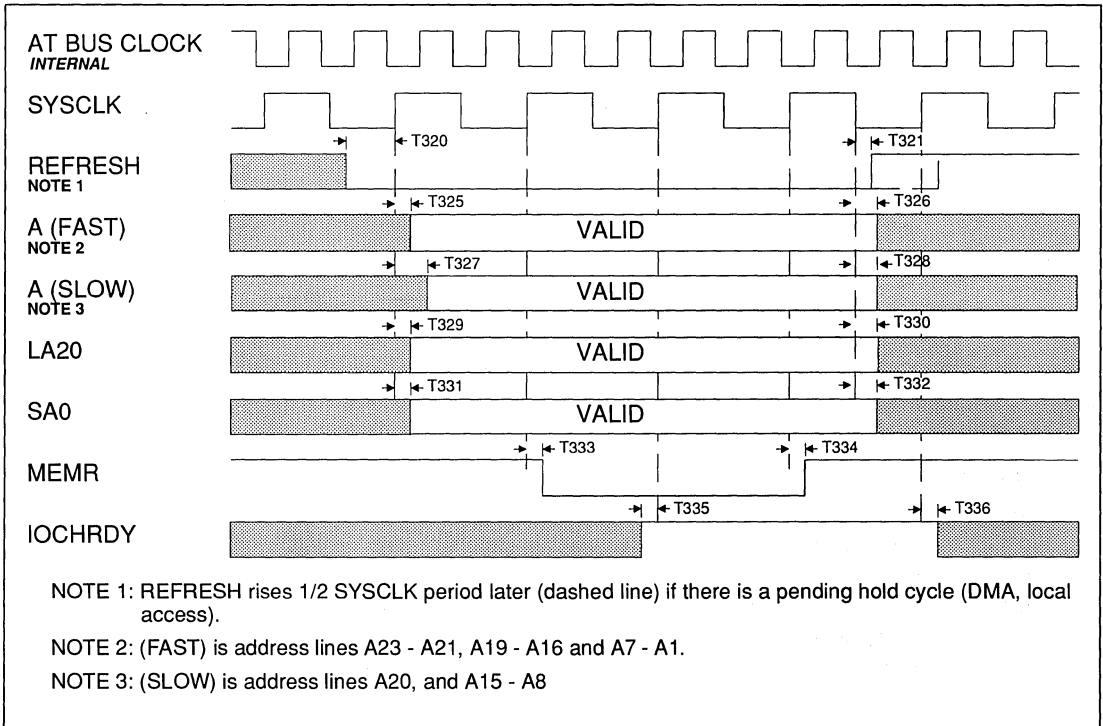 AT BUS CLOCK
INTERNAL
SYSCLK
T320
T321
REFRESH
NOTE 1
T325
T326
A (FAST)
NOTE 2
VALID
T327
T328
A (SLOW)
NOTE 3
VALID
T329
T330
LA20
VALID
T331
T332
SA0
VALID
T333
T334
MEMR
T335
T336
IOCHRDY
NOTE 1: REFRESH rises 1/2 SYSCLK period later (dashed line) if there is a pending hold cycle (DMA, local
access).
NOTE 2: (FAST) is address lines A23 - A21, A19 - A16 and A7 - A1.
NOTE 3: (SLOW) is address lines A20, and A15 - A8